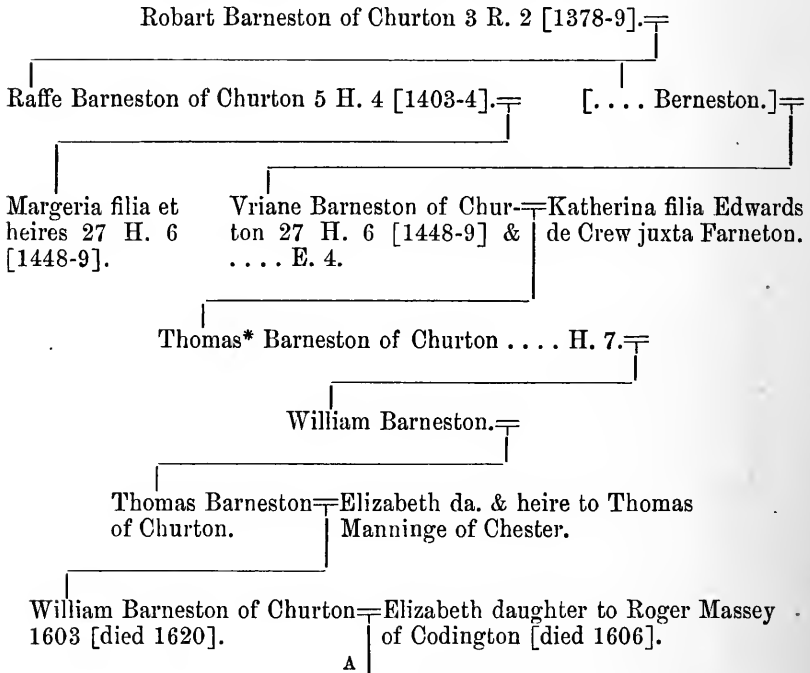 Robart Barneston of Churton 3 R. 2 [1378-9].
Raffe Barneston of Churton 5 H. 4 [1403-4].
[.... Berneston.]
Margeria filia et
heires 27 H. 6
[1448-9].
Vriane Barneston of Chur-
ton 27 H. 6 [1448-9] &
.... E. 4.
Katherina filia Edwards
de Crew juxta Farneton.
Thomas* Barneston of Churton .... H. 7.
William Barneston.
Thomas Barneston
of Churton.
Elizabeth da. & heire to Thomas
Manninge of Chester.
William Barneston of Churton
1603 [died 1620].
Elizabeth daughter to Roger Massey
of Codington [died 1606].
A